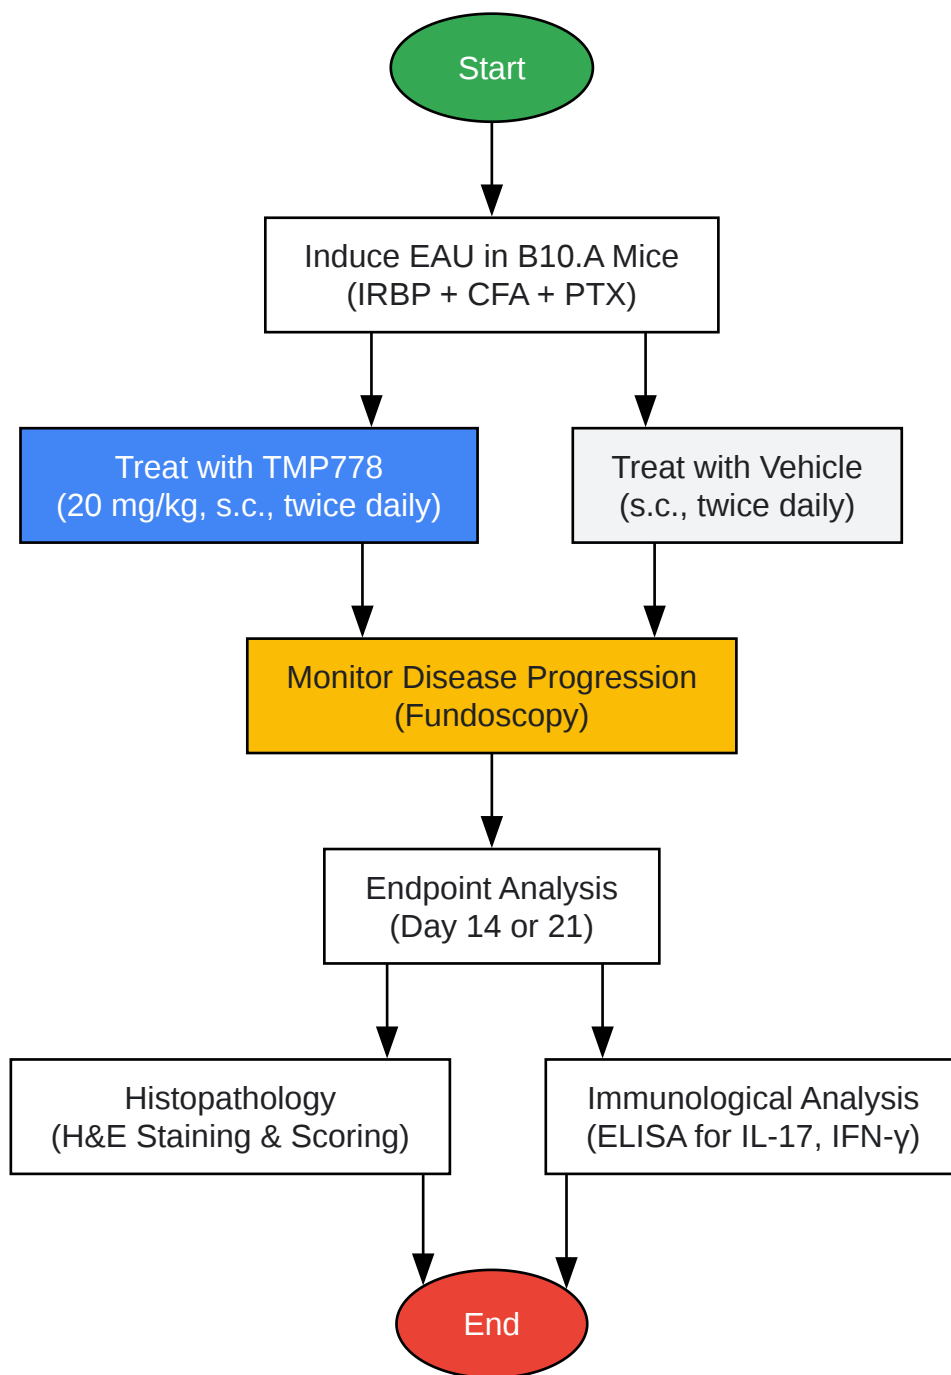 Start
Induce EAU in B10.A Mice
(IRBP + CFA + PTX)
Treat with TMP778
(20 mg/kg, s.c., twice daily)
Treat with Vehicle
(s.c., twice daily)
Monitor Disease Progression
(Fundoscopy)
Endpoint Analysis
(Day 14 or 21)
Histopathology
(H&E Staining & Scoring)
Immunological Analysis
(ELISA for IL-17, IFN-γ)
End